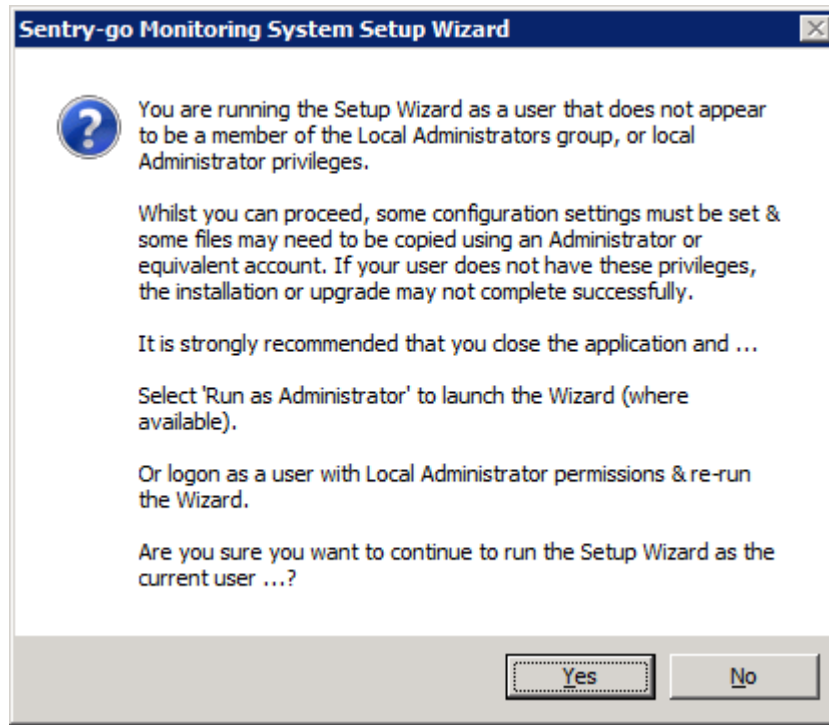 Sentry-go Monitoring System Setup Wizard
You are running the Setup Wizard as a user that does not appear
to be a member of the Local Administrators group, or local
Administrator privileges.
Whilst you can proceed, some configuration settings must be set &
some files may need to be copied using an Administrator or
equivalent account. If your user does not have these privileges,
the installation or upgrade may not complete successfully.
It is strongly recommended that you close the application and ...
Select 'Run as Administrator' to launch the Wizard (where
available).
Or logon as a user with Local Administrator permissions & re-run
the Wizard.
Are you sure you want to continue to run the Setup Wizard as the
current user ...?
Yes
No